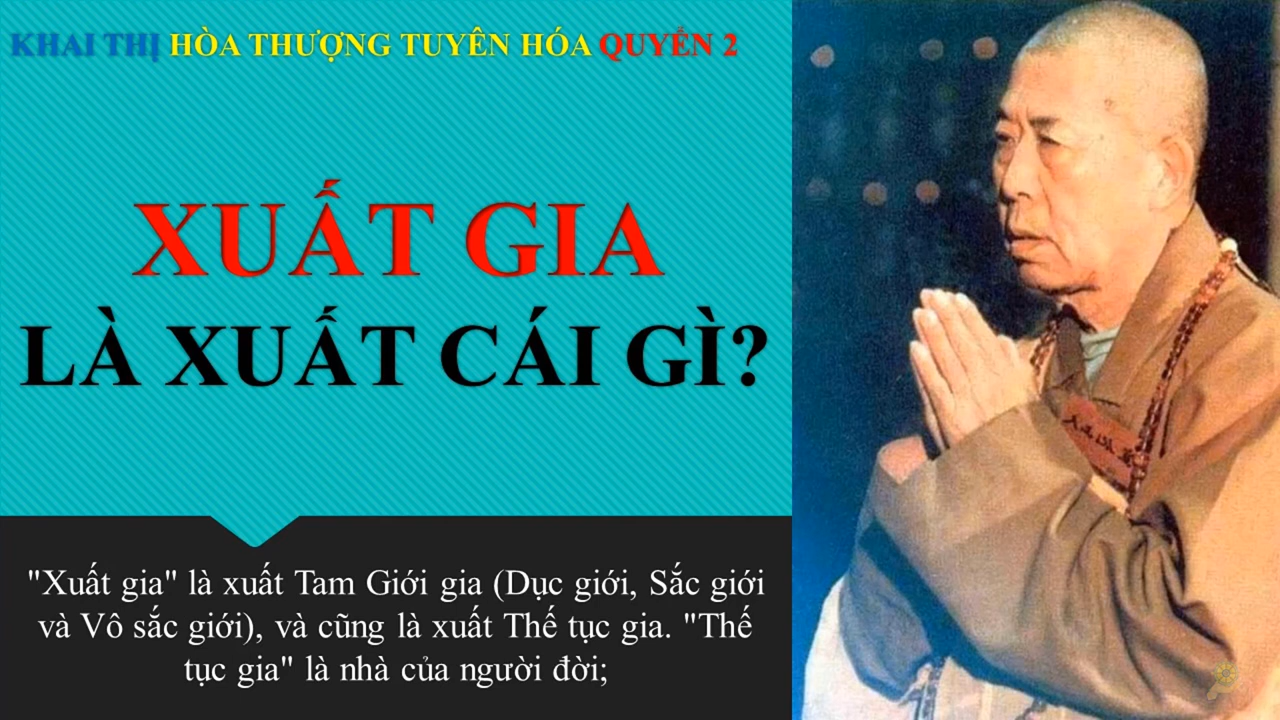 KHAI THỊ HÒA THƯỢNG TUYÊN HÓA QUYỂN 2
XUẤT GIA
LÀ XUẤT CÁI GÌ?
"Xuất gia" là xuất Tam Giới gia (Dục giới, Sắc giới
và Vô sắc giới), và cũng là xuất Thế tục gia. "Thế
tục gia" là nhà của người đời;